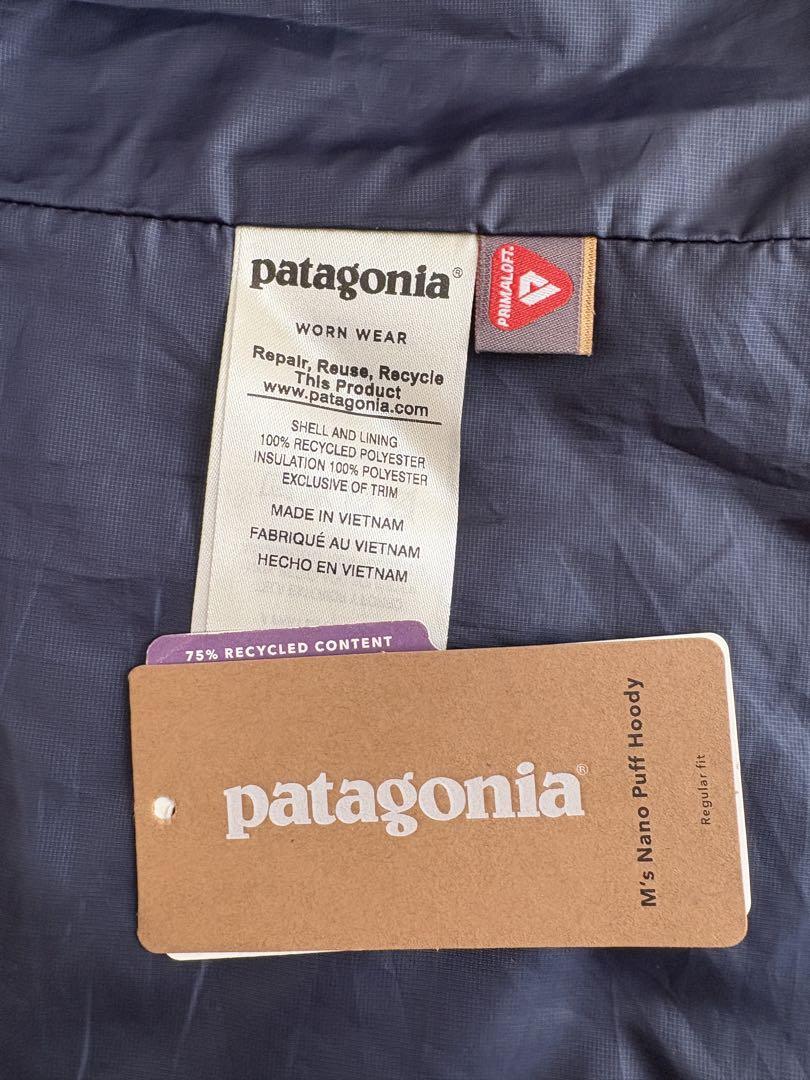 patagonia®
WORN WEAR
Repair, Reuse, Recycle
This Product
www.patagonia.com
SHELL AND LINING
100% RECYCLED POLYESTER
INSULATION 100% POLYESTER
EXCLUSIVE OF TRIM
MADE IN VIETNAM
FABRIQUÉ AU VIETNAM
HECHO EN VIETNAM
PRIMALOFT.
75% RECYCLED CONTENT
patagonia®
M's Nano Puff Hoody
Regular fit